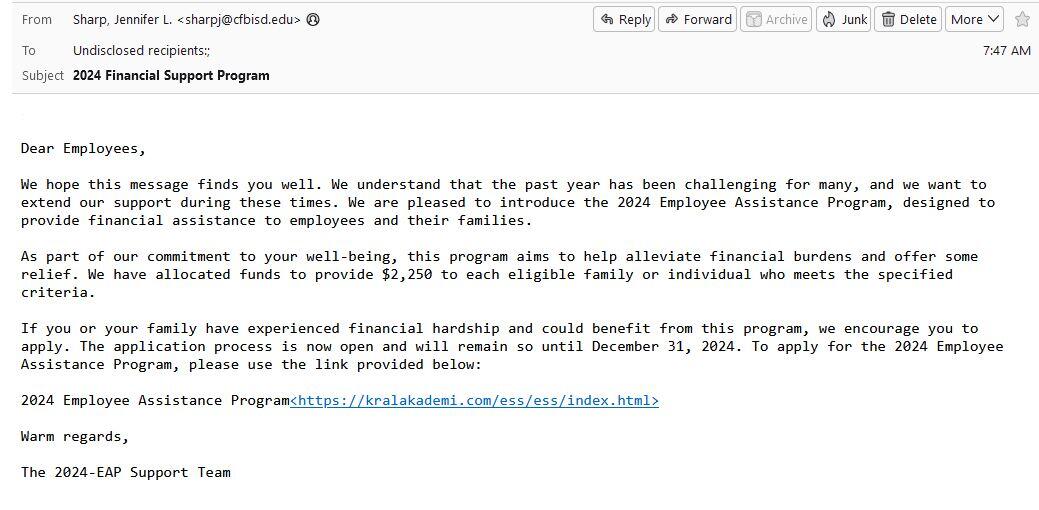 From Sharp, Jennifer L. <sharpj@cfbisd.edu> Reply Forward Archive Junk Delete More
To Undisclosed recipients:; 7:47 AM
Subject 2024 Financial Support Program
Dear Employees,
We hope this message finds you well. We understand that the past year has been challenging for many, and we want to
extend our support during these times. We are pleased to introduce the 2024 Employee Assistance Program, designed to
provide financial assistance to employees and their families.
As part of our commitment to your well-being, this program aims to help alleviate financial burdens and offer some
relief. We have allocated funds to provide $2,250 to each eligible family or individual who meets the specified
criteria.
If you or your family have experienced financial hardship and could benefit from this program, we encourage you to
apply. The application process is now open and will remain so until December 31, 2024. To apply for the 2024 Employee
Assistance Program, please use the link provided below:
2024 Employee Assistance Program<https://kralakademi.com/ess/ess/index.html>
Warm regards,
The 2024-EAP Support Team